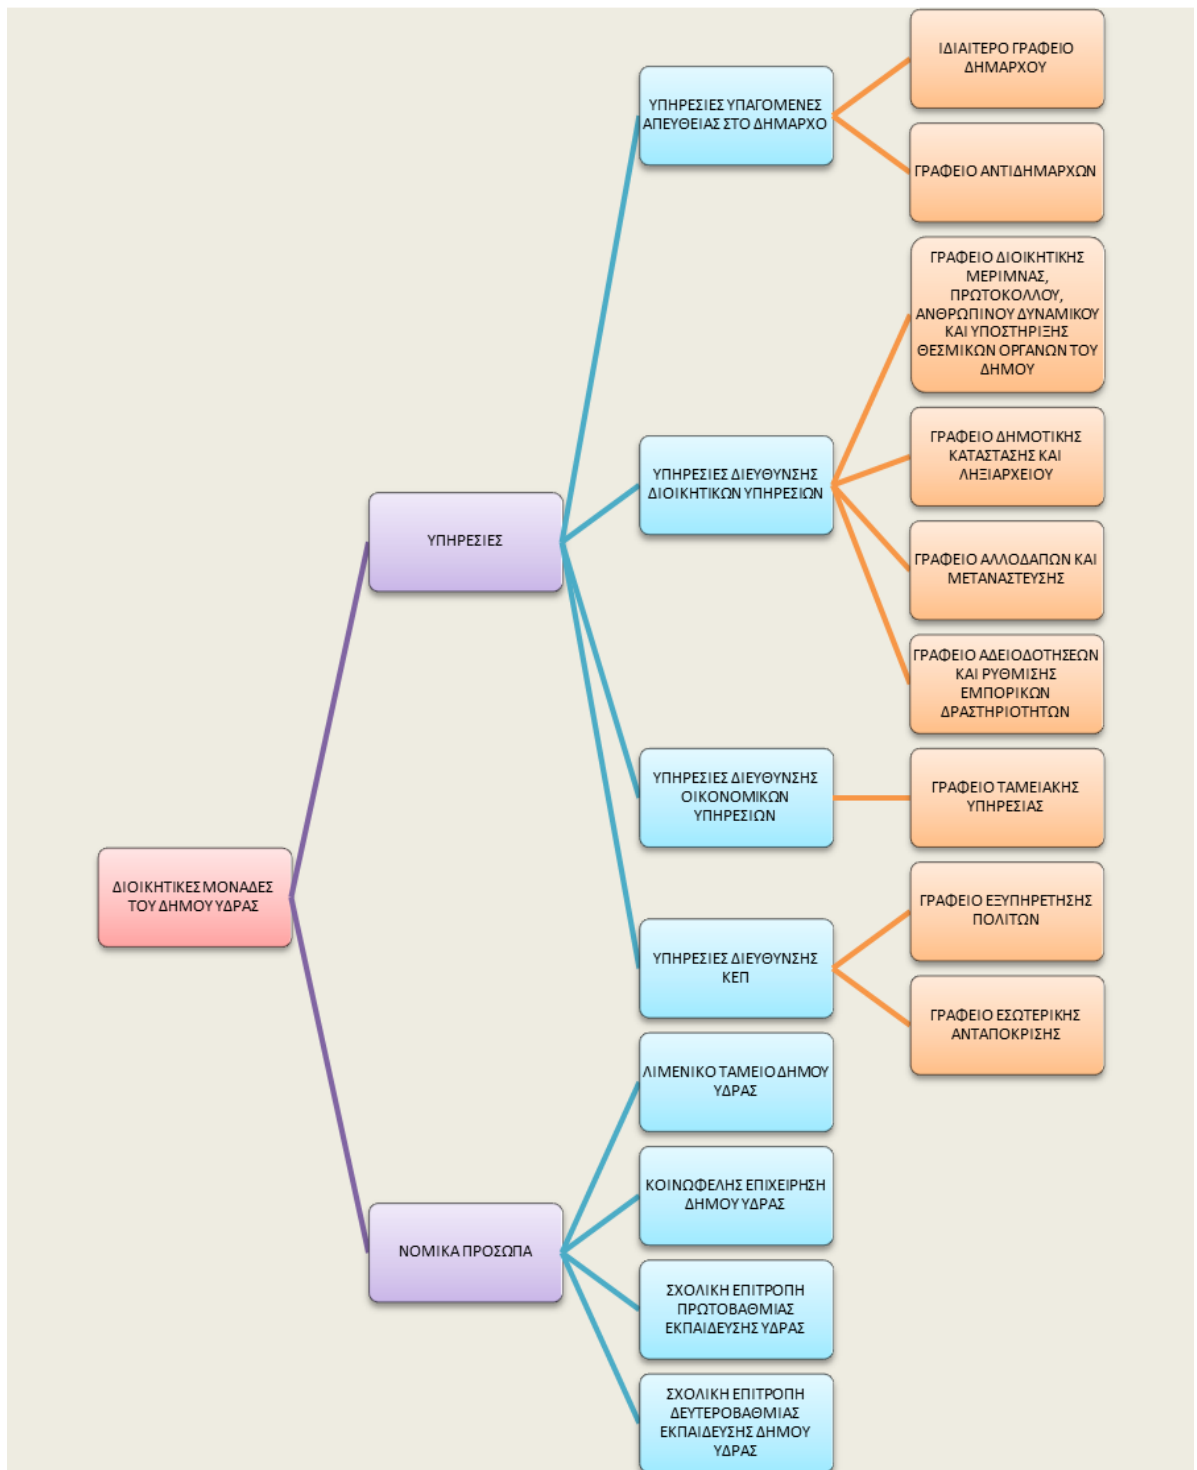 ΔΙΟΙΚΗΤΙΚΕΣ ΜΟΝΑΔΕΣ
ΤΟΥ ΔΗΜΟΥ ΥΔΡΑΣ
ΥΠΗΡΕΣΙΕΣ
ΥΠΗΡΕΣΙΕΣ ΥΠΑΓΟΜΕΝΕΣ
ΑΠΕΥΘΕΙΑΣ ΣΤΟ ΔΗΜΑΡΧΟ
ΙΔΙΑΙΤΕΡΟ ΓΡΑΦΕΙΟ
ΔΗΜΑΡΧΟΥ
ΓΡΑΦΕΙΟ ΑΝΤΙΔΗΜΑΡΧΩΝ
ΥΠΗΡΕΣΙΕΣ ΔΙΕΥΘΥΝΣΗΣ
ΔΙΟΙΚΗΤΙΚΩΝ ΥΠΗΡΕΣΙΩΝ
ΓΡΑΦΕΙΟ ΔΙΟΙΚΗΤΙΚΗΣ
ΜΕΡΙΜΝΑΣ,
ΠΡΩΤΟΚΟΛΛΟΥ,
ΑΝΘΡΩΠΙΝΟΥ ΔΥΝΑΜΙΚΟΥ
ΚΑΙ ΥΠΟΣΤΗΡΙΞΗΣ
ΘΕΣΜΙΚΩΝ ΟΡΓΑΝΩΝ ΤΟΥ
ΔΗΜΟΥ
ΓΡΑΦΕΙΟ ΔΗΜΟΤΙΚΗΣ
ΚΑΤΑΣΤΑΣΗΣ ΚΑΙ
ΛΗΞΙΑΡΧΕΙΟΥ
ΓΡΑΦΕΙΟ ΑΛΛΟΔΑΠΩΝ ΚΑΙ
ΜΕΤΑΝΑΣΤΕΥΣΗΣ
ΓΡΑΦΕΙΟ ΑΔΕΙΟΔΟΤΗΣΕΩΝ
ΚΑΙ ΡΥΘΜΙΣΗΣ
ΕΜΠΟΡΙΚΩΝ
ΔΡΑΣΤΗΡΙΟΤΗΤΩΝ
ΥΠΗΡΕΣΙΕΣ ΔΙΕΥΘΥΝΣΗΣ
ΟΙΚΟΝΟΜΙΚΩΝ
ΥΠΗΡΕΣΙΩΝ
ΓΡΑΦΕΙΟ ΤΑΜΕΙΑΚΗΣ
ΥΠΗΡΕΣΙΑΣ
ΥΠΗΡΕΣΙΕΣ ΔΙΕΥΘΥΝΣΗΣ
ΚΕΠ
ΓΡΑΦΕΙΟ ΕΞΥΠΗΡΕΤΗΣΗΣ
ΠΟΛΙΤΩΝ
ΓΡΑΦΕΙΟ ΕΣΩΤΕΡΙΚΗΣ
ΑΝΤΑΠΟΚΡΙΣΗΣ
ΝΟΜΙΚΑ ΠΡΟΣΩΠΑ
ΛΙΜΕΝΙΚΟ ΤΑΜΕΙΟ ΔΗΜΟΥ
ΥΔΡΑΣ
ΚΟΙΝΩΦΕΛΗΣ ΕΠΙΧΕΙΡΗΣΗ
ΔΗΜΟΥ ΥΔΡΑΣ
ΣΧΟΛΙΚΗ ΕΠΙΤΡΟΠΗ
ΠΡΩΤΟΒΑΘΜΙΑΣ
ΕΚΠΑΙΔΕΥΣΗΣ ΥΔΡΑΣ
ΣΧΟΛΙΚΗ ΕΠΙΤΡΟΠΗ
ΔΕΥΤΕΡΟΒΑΘΜΙΑΣ
ΕΚΠΑΙΔΕΥΣΗΣ ΔΗΜΟΥ
ΥΔΡΑΣ